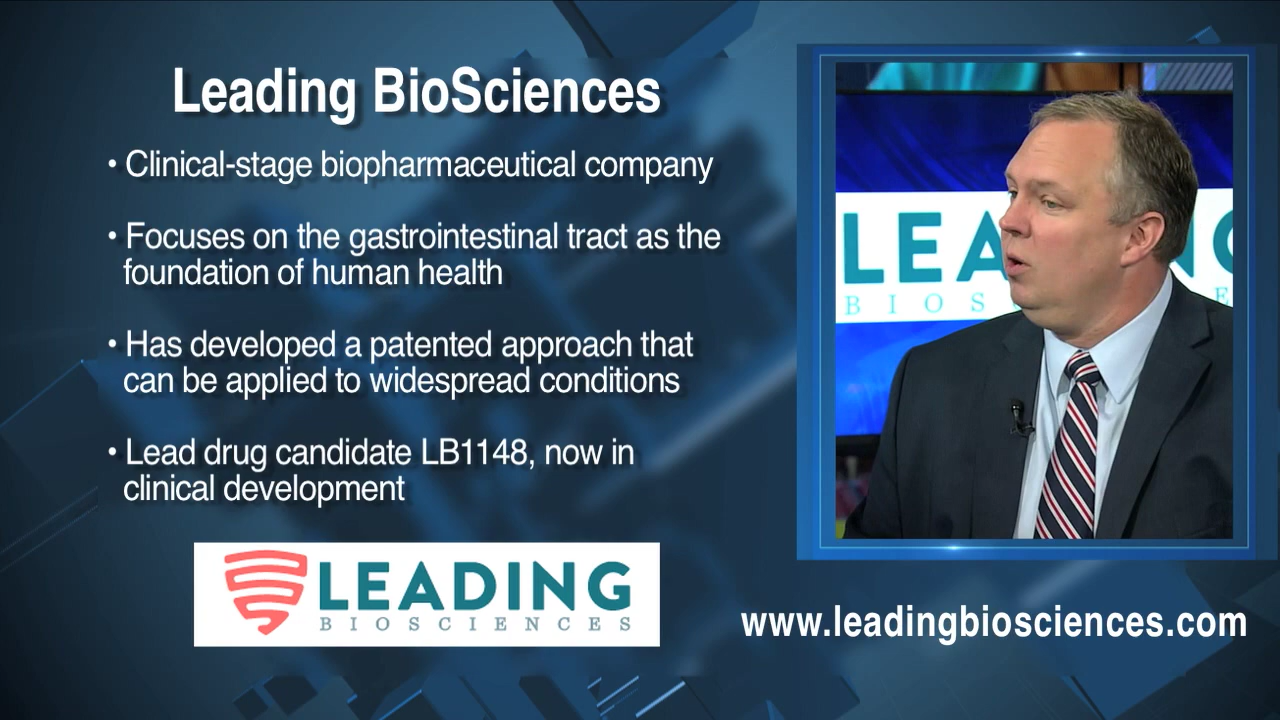 Leading BioSciences
• Clinical-stage biopharmaceutical company
• Focuses on the gastrointestinal tract as the
foundation of human health
• Has developed a patented approach that
can be applied to widespread conditions
• Lead drug candidate LB1148, now in
clinical development
LEADING
BIOSCIENCES
LEA
BIOS
www.leadingbiosciences.com